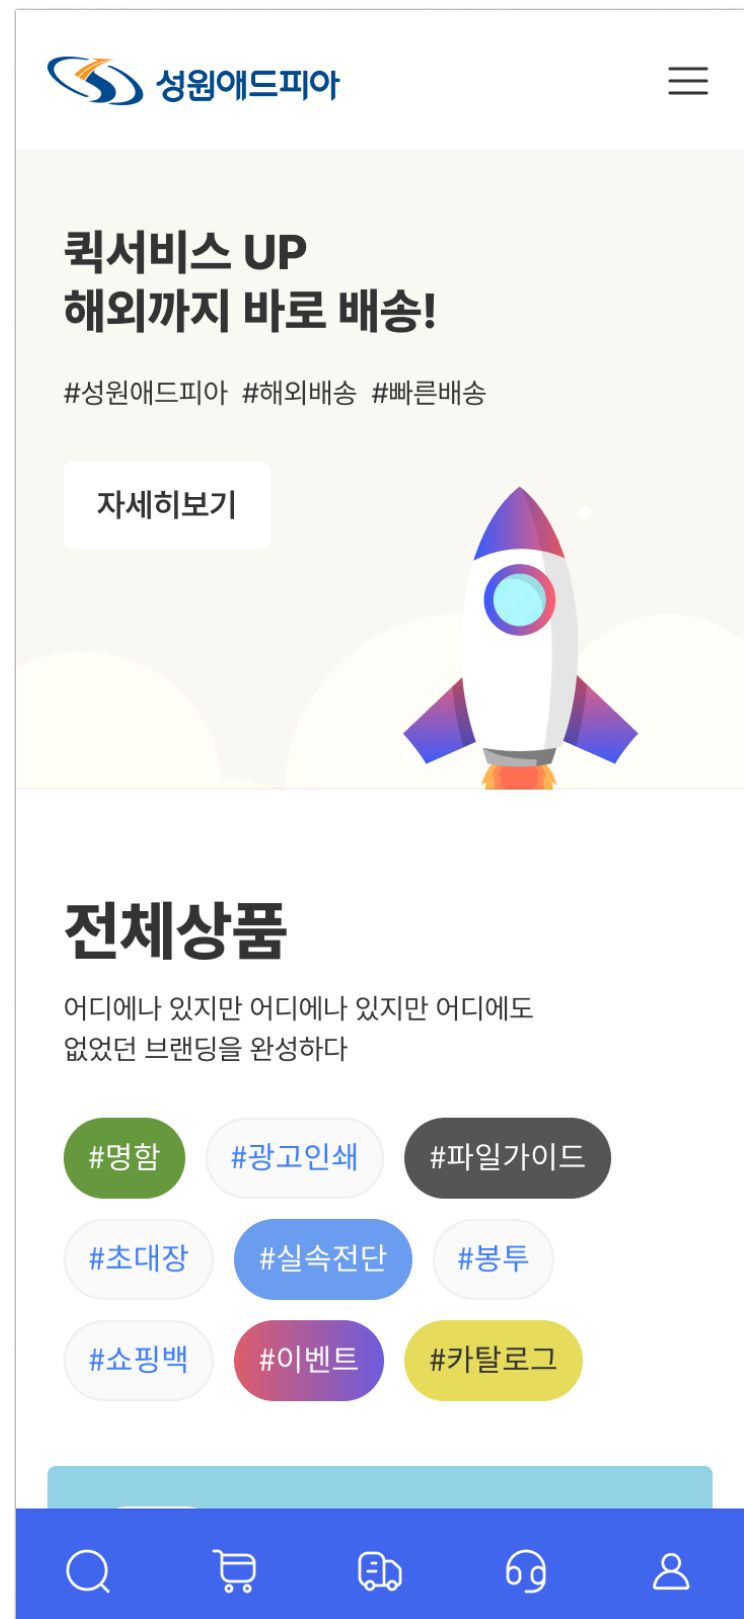 성원애드피아
퀵서비스 UP
해외까지 바로 배송!
#성원애드피아 #해외배송 #빠른배송
자세히보기
전체상품
어디에나 있지만 어디에나 있지만 어디에도
없었던 브랜딩을 완성하다
#명함 #광고인쇄 #파일가이드
#초대장 #실속전단 #봉투
#쇼핑백 #이벤트 #카탈로그